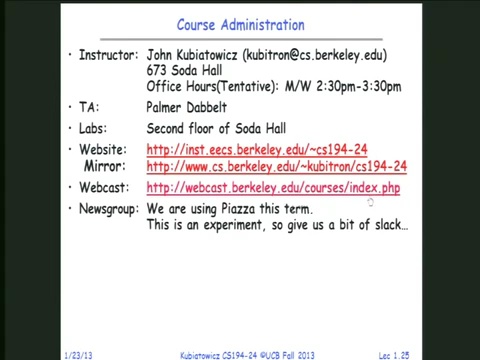 Course Administration
• Instructor: John Kubiatowicz (kubitron@cs.berkeley.edu)
673 Soda Hall
Office Hours(Tentative): M/W 2:30pm-3:30pm
• TA: Palmer Dabbelt
• Labs: Second floor of Soda Hall
• Website: http://inst.eecs.berkeley.edu/~cs194-24
Mirror: http://www.cs.berkeley.edu/~kubitron/cs194-24
• Webcast: http://webcast.berkeley.edu/courses/index.php
• Newsgroup: We are using Piazza this term.
This is an experiment, so give us a bit of slack…
1/23/13 Kubiatowicz CS194-24 ©UCB Fall 2013 Lec 1.25